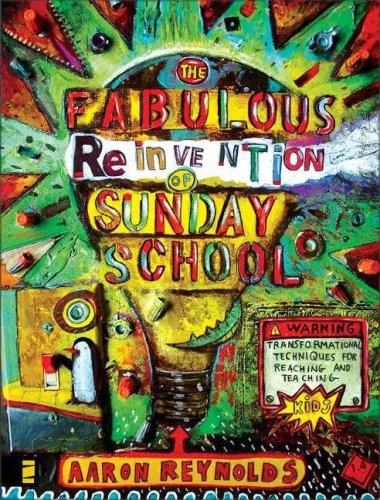 THE
FABULOUS
ReinveNTion
OF
SUNDAY
SCHOOL
WARNING
TRANSFORMATIONAL
TECHNIQUES FOR
REACHING AND
TEACHING
KIDS
AARON REYNOLDS